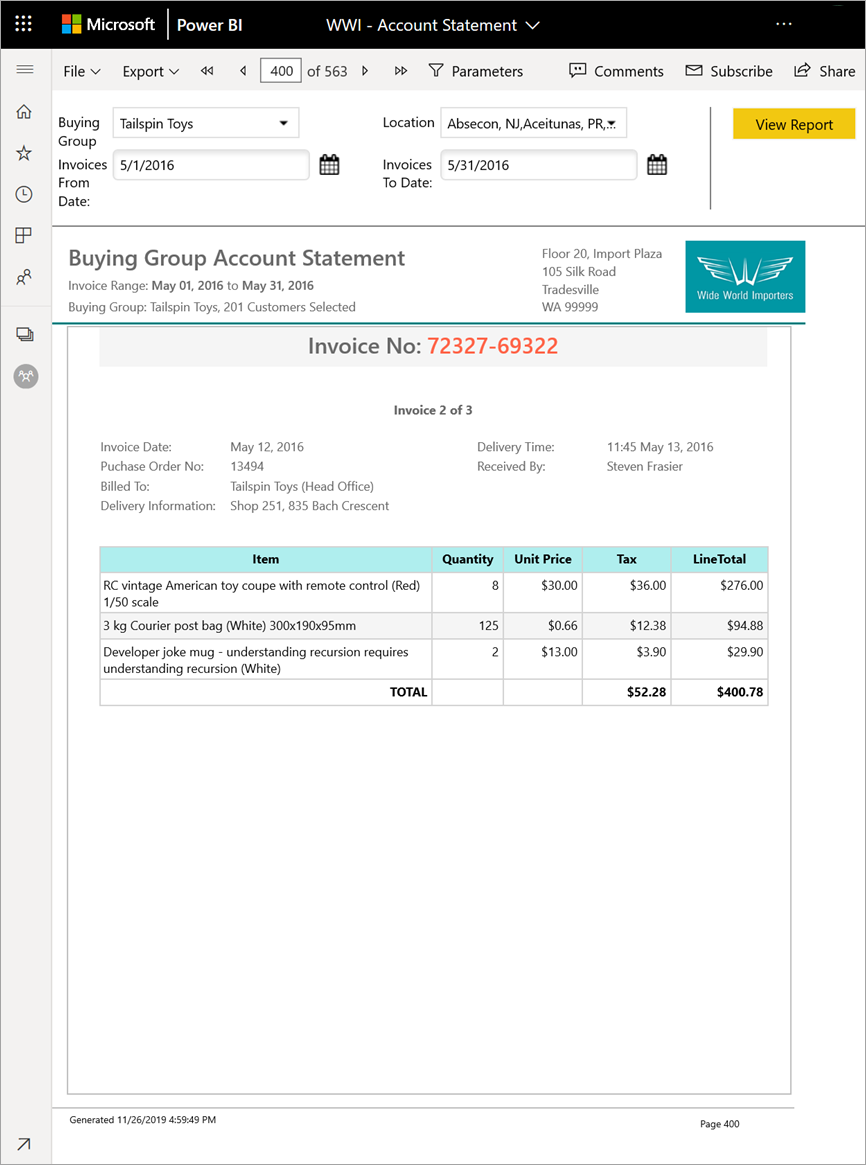 Microsoft Power BI WWI - Account Statement ...
File Export 400 of 563 Parameters Comments Subscribe Share
Buying Group Tailspin Toys Location Absecon, NJ,Aceitunas, PR, View Report
Invoices From Date: 5/1/2016 Invoices To Date: 5/31/2016
Buying Group Account Statement
Invoice Range: May 01, 2016 to May 31, 2016
Buying Group: Tailspin Toys, 201 Customers Selected
Floor 20, Import Plaza
105 Silk Road
Tradesville
WA 99999
Wide World Importers
Invoice No: 72327-69322
Invoice 2 of 3
Invoice Date: May 12, 2016 Delivery Time: 11:45 May 13, 2016
Puchase Order No: 13494 Received By: Steven Frasier
Billed To: Tailspin Toys (Head Office)
Delivery Information: Shop 251, 835 Bach Crescent
Item Quantity Unit Price Tax LineTotal
RC vintage American toy coupe with remote control (Red) 8 $30.00 $36.00 $276.00
1/50 scale
3 kg Courier post bag (White) 300x190x95mm 125 $0.66 $12.38 $94.88
Developer joke mug - understanding recursion requires 2 $13.00 $3.90 $29.90
understanding recursion (White)
TOTAL $52.28 $400.78
Generated 11/26/2019 4:59:49 PM
Page 400